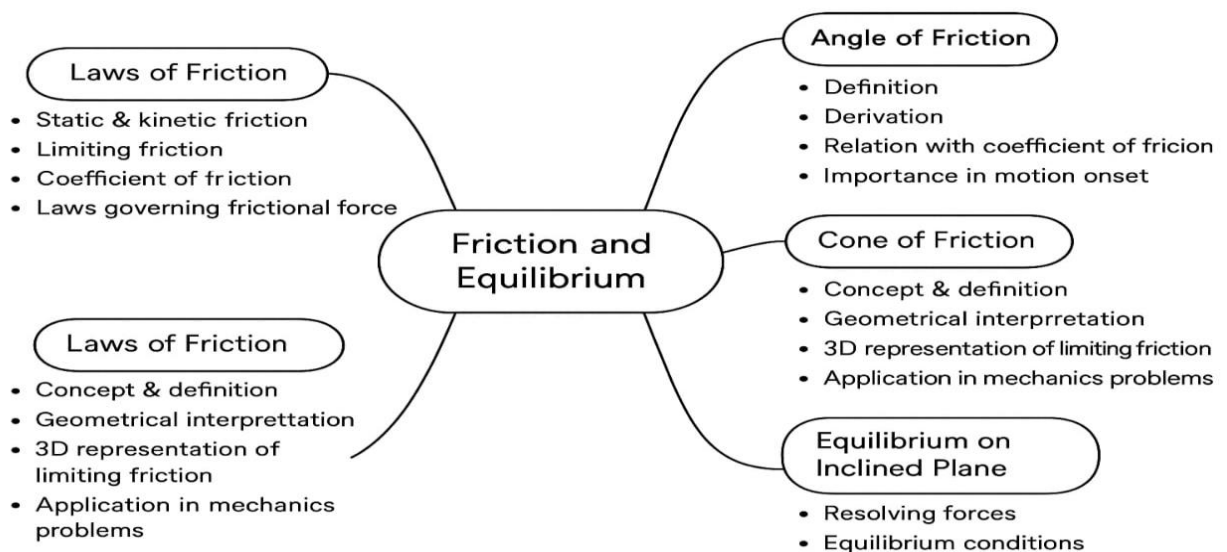 Laws of Friction
• Static & kinetic friction
• Limiting friction
• Coefficient of friction
• Laws governing frictional force
Laws of Friction
• Concept & definition
• Geometrical interprettation
• 3D representation of
limiting friction
• Application in mechanics
problems
Friction and
Equilibrium
Angle of Friction
• Definition
• Derivation
• Relation with coefficient of fricion
• Importance in motion onset
Cone of Friction
• Concept & definition
• Geometrical interprretation
• 3D representation of limiting friction
• Application in mechanics problems
Equilibrium on
Inclined Plane
• Resolving forces
• Equilibrium conditions